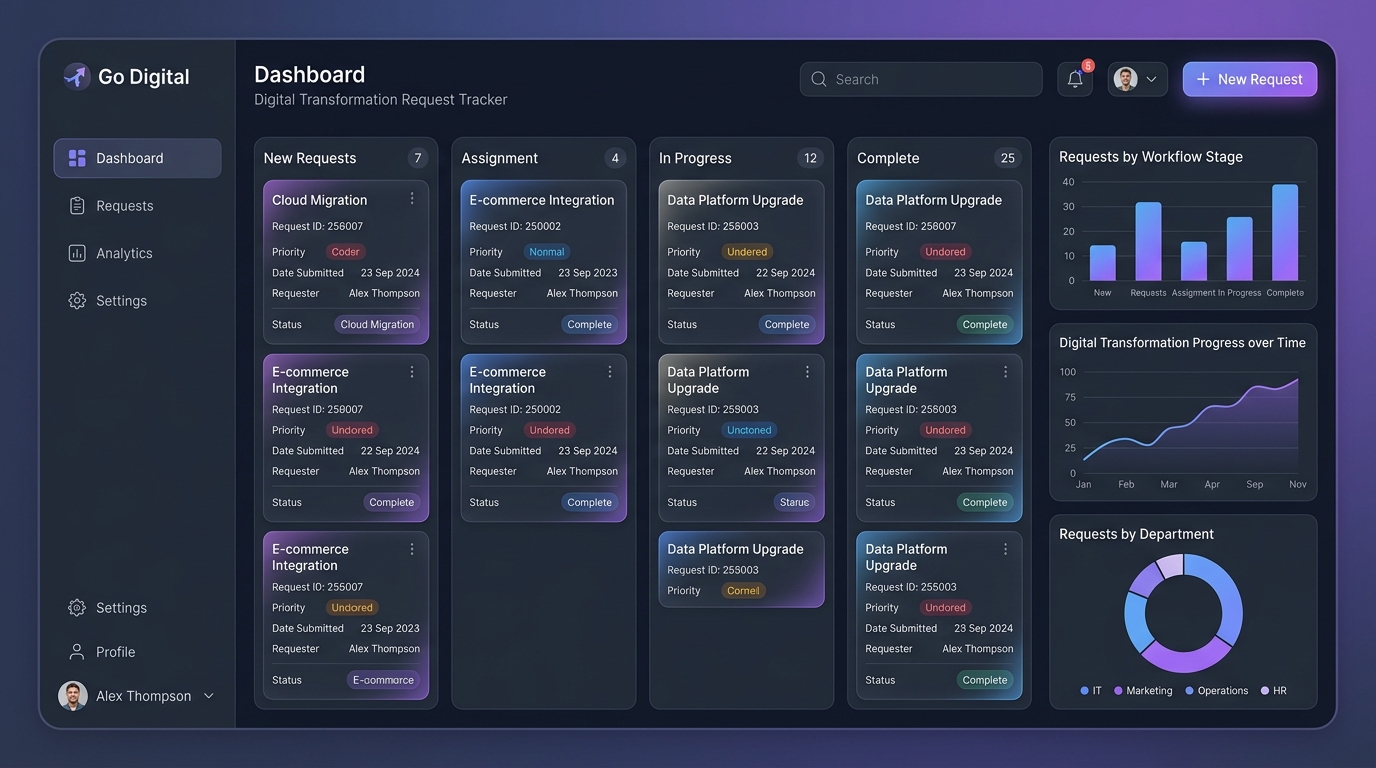 Go Digital
Dashboard
Requests
Analytics
Settings
Settings
Profile
Alex Thompson
Dashboard
Digital Transformation Request Tracker
Search
5
+ New Request
New Requests 7
Cloud Migration
Request ID: 256007
Priority Coder
Date Submitted 23 Sep 2024
Requester Alex Thompson
Status Cloud Migration
E-commerce
Integration
Request ID: 259007
Priority Undored
Date Submitted 22 Sep 2024
Requester Alex Thompson
Status Complete
E-commerce
Integration
Request ID: 255007
Priority Undored
Date Submitted 23 Sep 2023
Requester Alex Thompson
Status E-commorce
Assignment 4
E-commerce Integration
Request ID: 250002
Priority Nonmal
Date Submitted 23 Sep 2023
Requester Alex Thompson
Status Complete
E-commerce
Integration
Request ID: 250002
Priority Undored
Date Submitted 23 Sep 2024
Requester Alex Thompson
Status Complete
In Progress 12
Data Platform Upgrade
Request ID: 255003
Priority Undered
Date Submitted 22 Sep 2024
Requester Alex Thompson
Status Complete
Data Platform
Upgrade
Request ID: 259003
Priority Unctoned
Date Submitted 22 Sep 2024
Requester Alex Thompson
Status Staruc
Data Platform Upgrade
Request ID: 255003
Priority Cornell
Complete 25
Data Platform Upgrade
Request ID: 256007
Priority Undored
Date Submitted 23 Sep 2024
Requester Alex Thompson
Status Complete
Data Platform
Upgrade
Request ID: 256003
Priority Undored
Date Submitted 23 Sep 2024
Requester Alex Thompson
Status Complete
Data Platform
Upgrade
Request ID: 255003
Priority Undored
Date Submitted 23 Sep 2024
Requester Alex Thompson
Status Complete
Requests by Workflow Stage
40
30
20
10
0
New Requests Assigment In Progress Complete
Digital Transformation Progress over Time
100
75
50
25
0
Jan Feb Mar Apr Sep Nov
Requests by Department
IT Marketing Operations HR